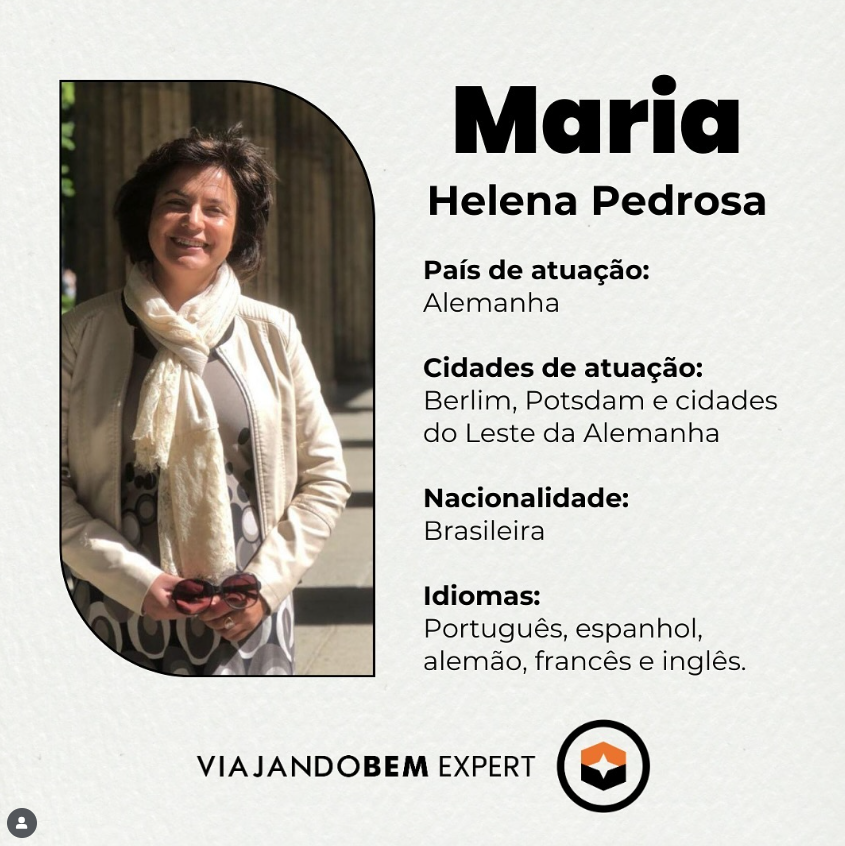 Maria
Helena Pedrosa
País de atuação:
Alemanha
Cidades de atuação:
Berlim, Potsdam e cidades
do Leste da Alemanha
Nacionalidade:
Brasileira
Idiomas:
Português, espanhol,
alemão, francês e inglês.
VIAJANDOBEM EXPERT